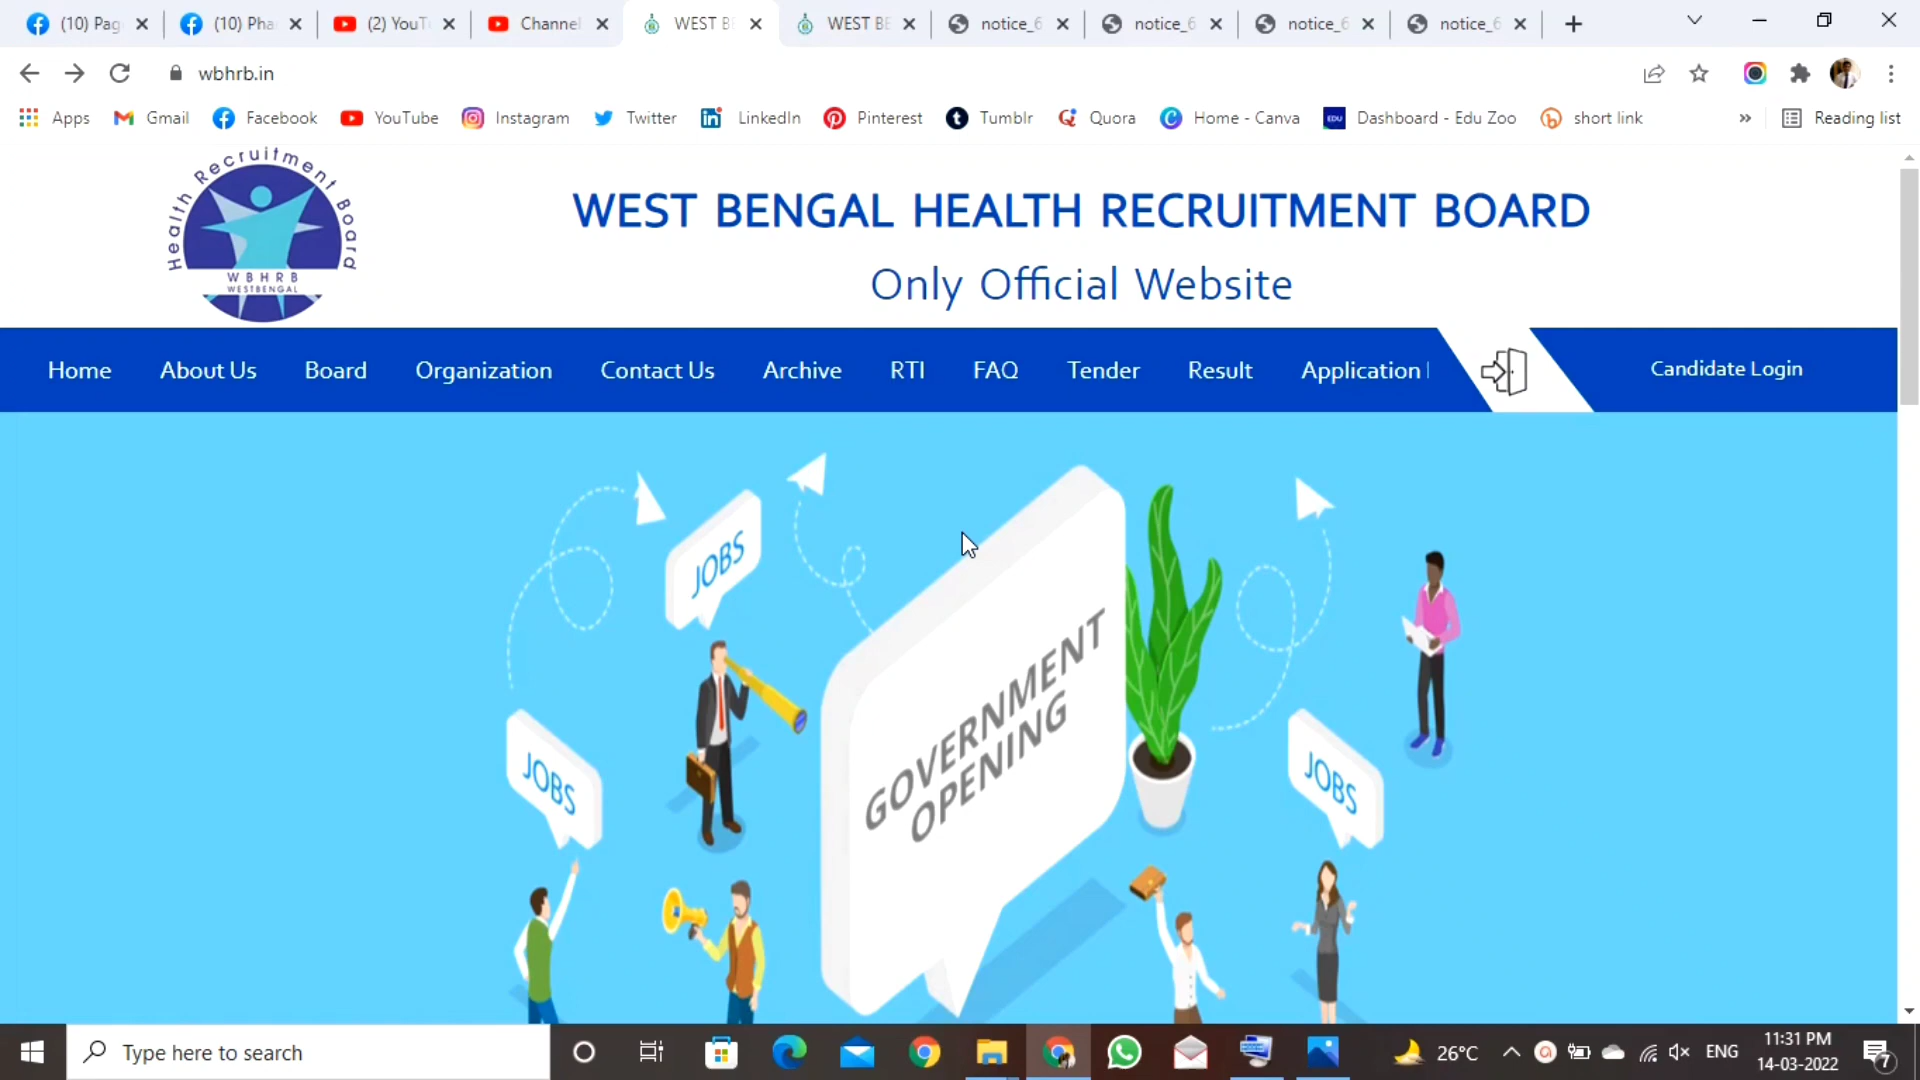 (10) Pag
(10) Pha
(2) YouT
Channel
WEST B
WEST BE
notice_6
notice_6
notice_6
notice_6
wbhrb.in
Apps
Gmail
Facebook
YouTube
Instagram
Twitter
LinkedIn
Pinterest
Tumblr
Quora
Home - Canva
EDU
Dashboard - Edu Zoo
short link
»
Reading list
Health Recruitment Board
WBHRB
WESTBENGAL
WEST BENGAL HEALTH RECRUITMENT BOARD
Only Official Website
Home
About Us
Board
Organization
Contact Us
Archive
RTI
FAQ
Tender
Result
Application
Candidate Login
JOBS
GOVERNMENT
OPENING
JOBS
JOBS
Type here to search
26°C
ENG
11:31 PM
14-03-2022
7